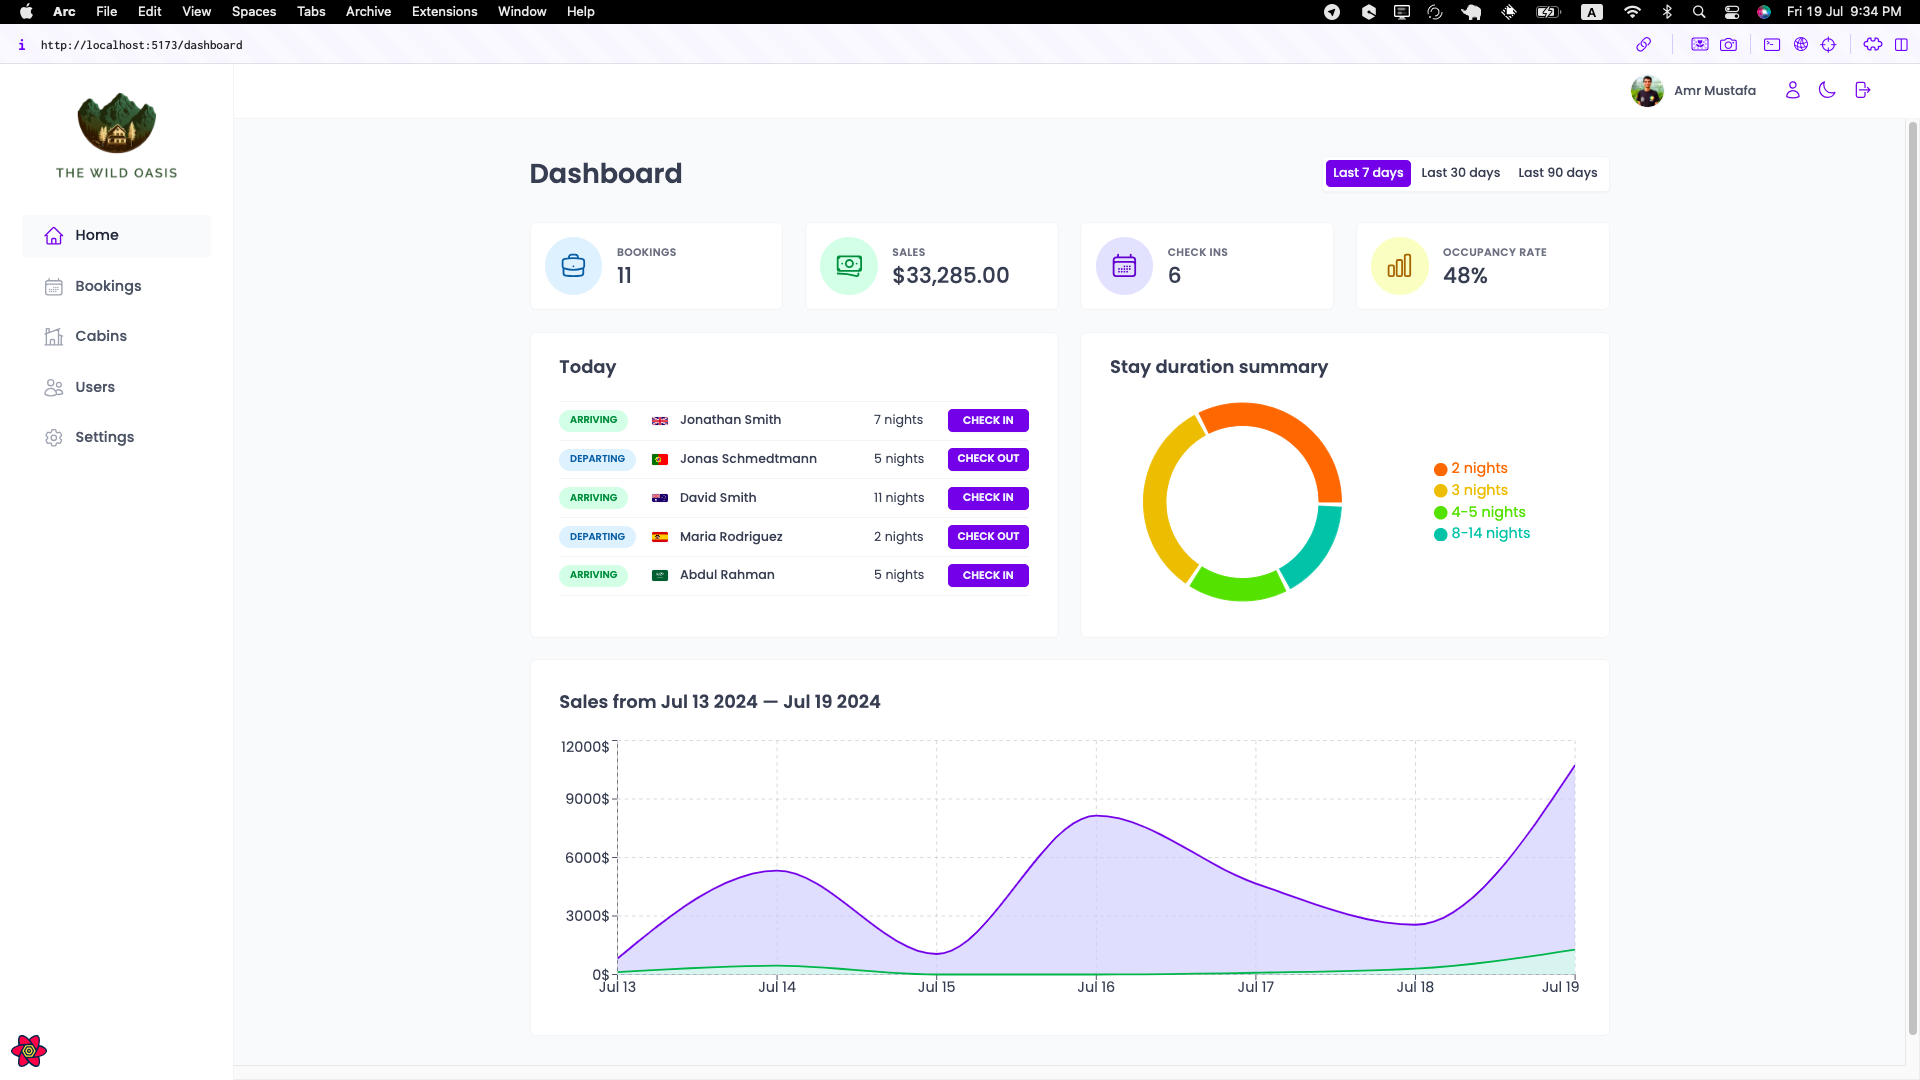 Arc File Edit View Spaces Tabs Archive Extensions Window Help A Fri 19 Jul 9:34 PM
i http://localhost:5173/dashboard
Amr Mustafa
THE WILD OASIS
Home
Bookings
Cabins
Users
Settings
Dashboard
Last 7 days Last 30 days Last 90 days
BOOKINGS
11
SALES
$33,285.00
CHECK INS
6
OCCUPANCY RATE
48%
Today
ARRIVING Jonathan Smith 7 nights CHECK IN
DEPARTING Jonas Schmedtmann 5 nights CHECK OUT
ARRIVING David Smith 11 nights CHECK IN
DEPARTING Maria Rodriguez 2 nights CHECK OUT
ARRIVING Abdul Rahman 5 nights CHECK IN
Stay duration summary
2 nights
3 nights
4-5 nights
8-14 nights
Sales from Jul 13 2024 — Jul 19 2024
12000$
9000$
6000$
3000$
0$
Jul 13 Jul 14 Jul 15 Jul 16 Jul 17 Jul 18 Jul 19